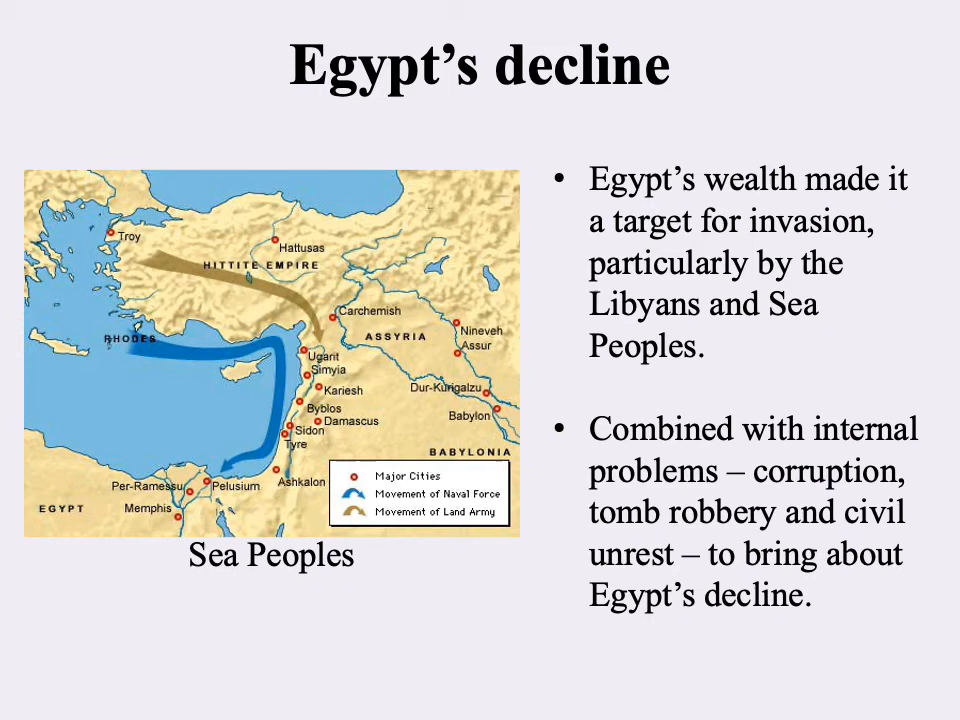 Egypt’s decline
Troy
Hattusas
HITTITE EMPIRE
Carchemish
RHODES
ASSYRIA
Nineveh
Assur
Ugarit
Simyia
Kariesh
Dur-Kurigalzu
Byblos
Damascus
Babylon
Sidon
Tyre
BABYLONIA
Ashkalon
Per-Ramessu
Pelusium
Memphis
EGYPT
Major Cities
Movement of Naval Force
Movement of Land Army
Sea Peoples
• Egypt’s wealth made it
a target for invasion,
particularly by the
Libyans and Sea
Peoples.
• Combined with internal
problems – corruption,
tomb robbery and civil
unrest – to bring about
Egypt’s decline.